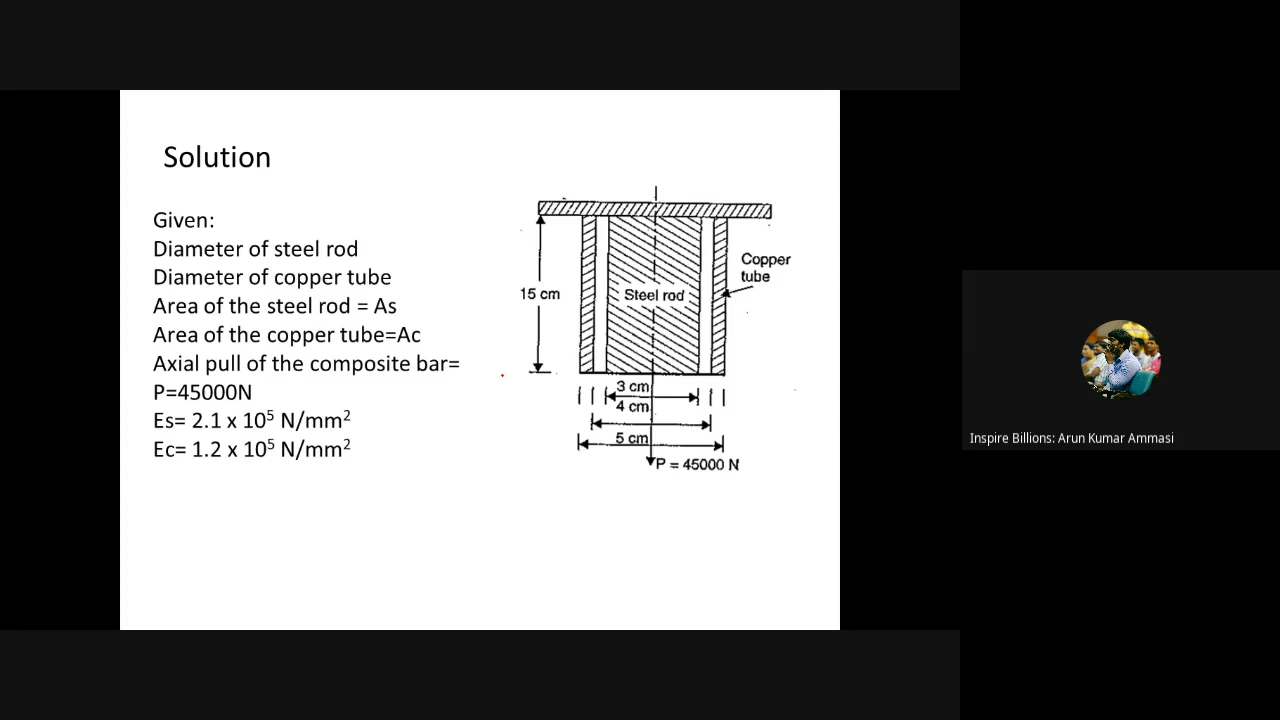 Solution
Given:
Diameter of steel rod
Diameter of copper tube
Area of the steel rod = As
Area of the copper tube=Ac
Axial pull of the composite bar=
P=45000N
Es= 2.1 x 10⁵ N/mm²
Ec= 1.2 x 10⁵ N/mm²
Copper
tube
15 cm
Steel rod
3 cm
4 cm
5 cm
P = 45000 N
Inspire Billions: Arun Kumar Ammasi